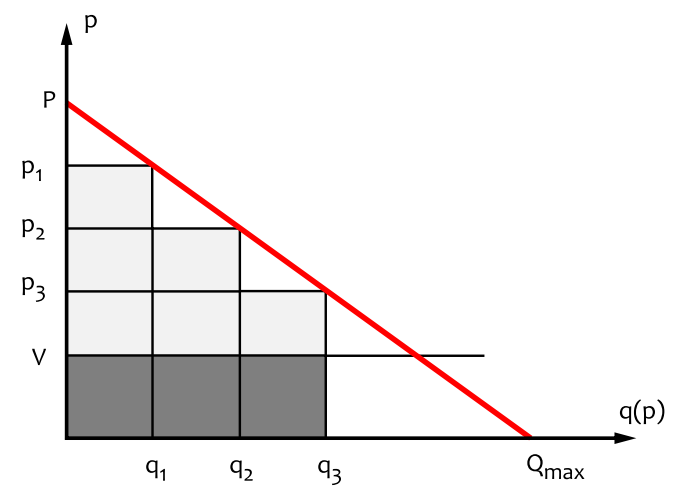 p
P
p₁
p₂
p₃
V
q(p)
q₁ q₂ q₃ Qmax